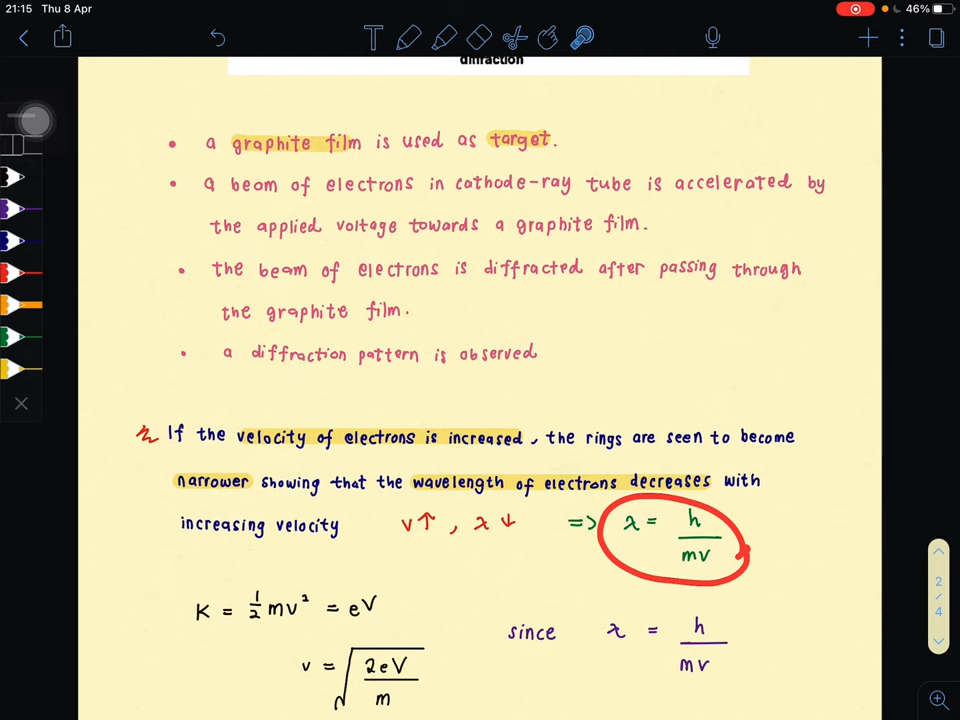 21:15 Thu 8 Apr
46%
diffraction
• a graphite film is used as target.
• a beam of electrons in cathode-ray tube is accelerated by
the applied voltage towards a graphite film.
• the beam of electrons is diffracted after passing through
the graphite film.
• a diffraction pattern is observed
If the velocity of electrons is increased, the rings are seen to become
narrower showing that the wavelength of electrons decreases with
increasing velocity v↑, λ↓ => λ = h/mv
K = 1/2 mv² = eV
since λ = h/mv
v = √(2eV/m)
2/4